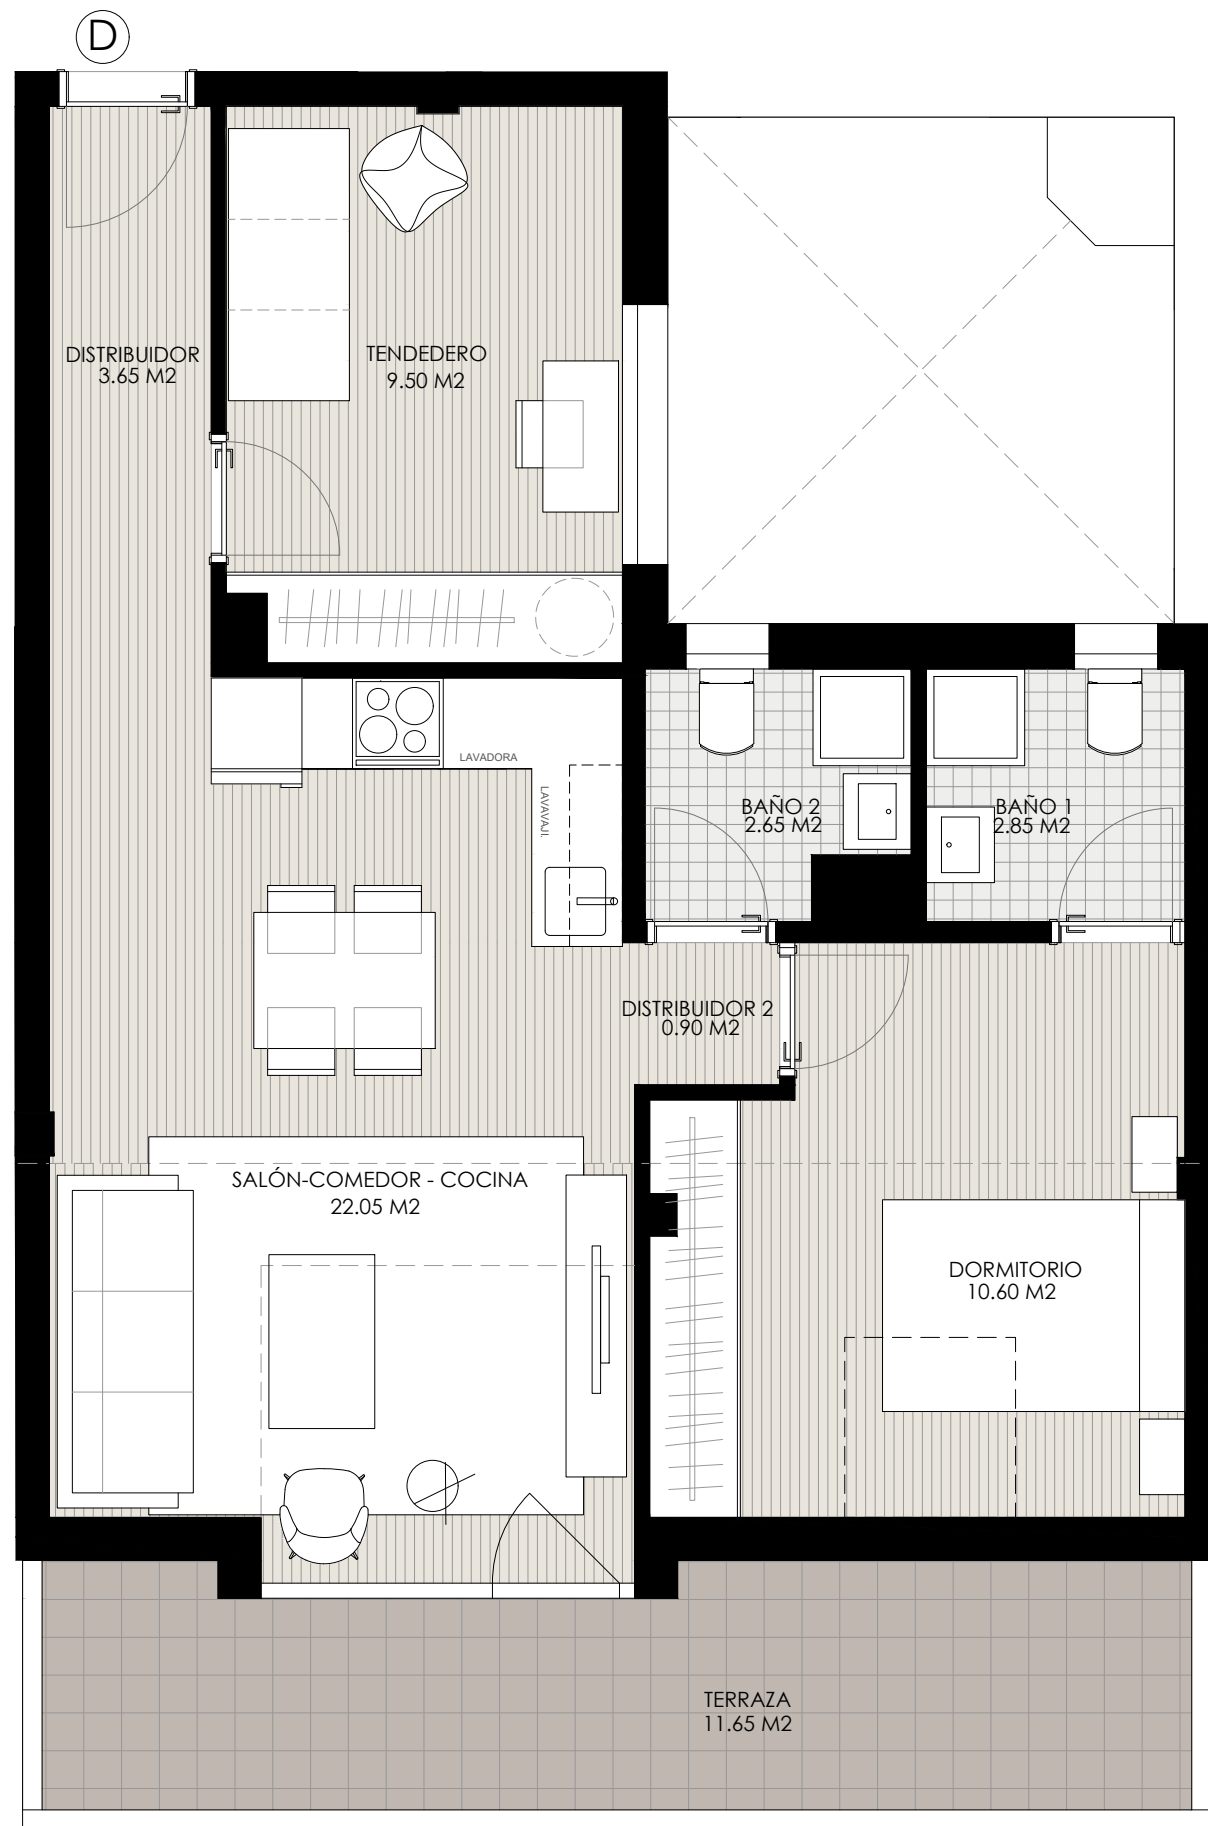 D
DISTRIBUIDOR
3.65 M2
TENDEDERO
9.50 M2
LAVADORA
LAVAVAJI.
BAÑO 2
2.65 M2
BAÑO 1
2.85 M2
DISTRIBUIDOR 2
0.90 M2
SALÓN-COMEDOR - COCINA
22.05 M2
DORMITORIO
10.60 M2
TERRAZA
11.65 M2